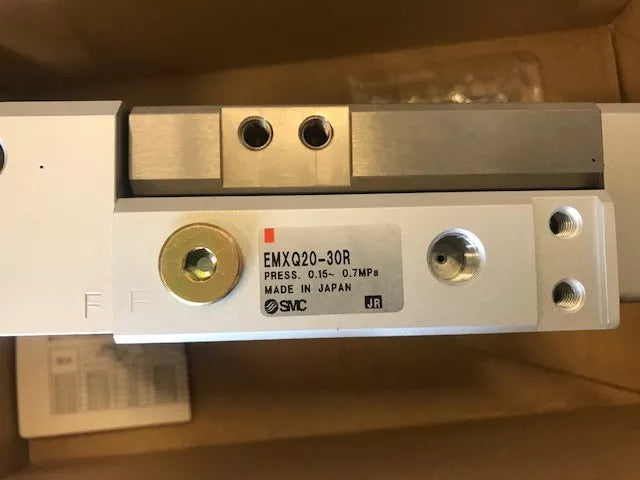 EMXQ20-30R
PRESS. 0.15~ 0.7MPa
MADE IN JAPAN
SMC JR
F F